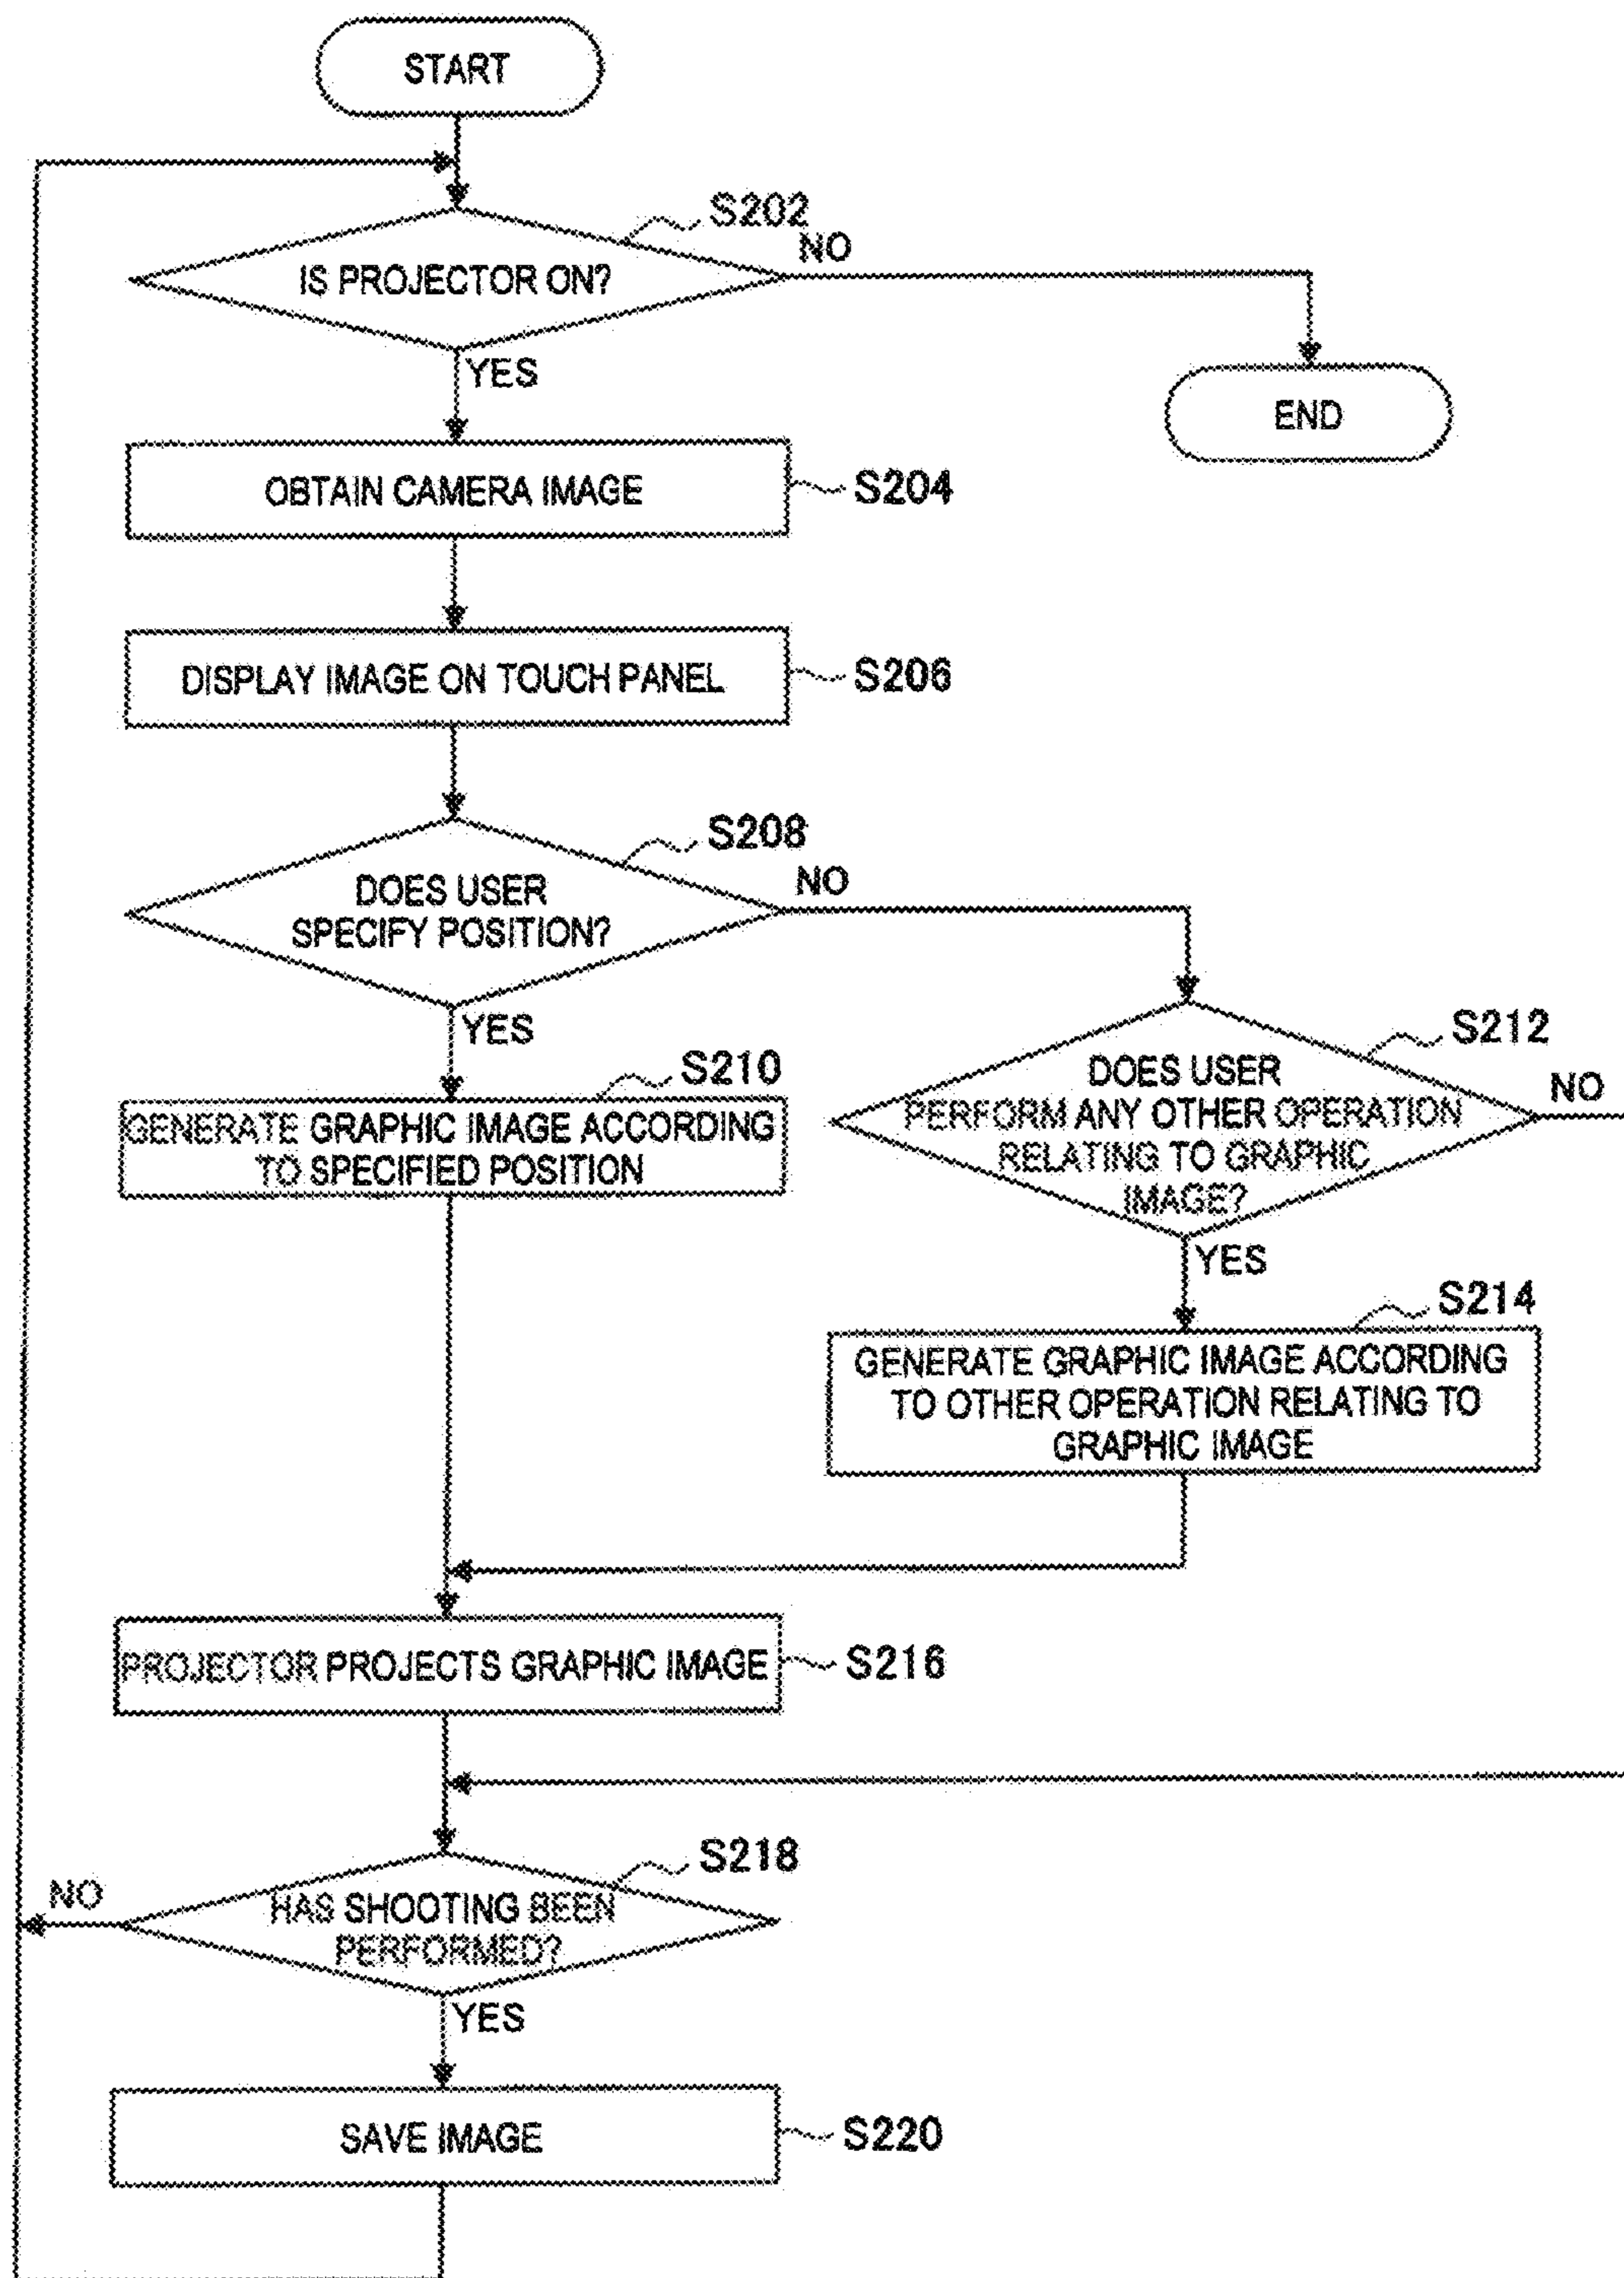 START
S202
NO
IS PROJECTOR ON?
YES
END
OBTAIN CAMERA IMAGE
S204
DISPLAY IMAGE ON TOUCH PANEL
S206
S208
NO
DOES USER
SPECIFY POSITION?
YES
S210
GENERATE GRAPHIC IMAGE ACCORDING
TO SPECIFIED POSITION
S212
NO
DOES USER
PERFORM ANY OTHER OPERATION
RELATING TO GRAPHIC
IMAGE?
YES
S214
GENERATE GRAPHIC IMAGE ACCORDING
TO OTHER OPERATION RELATING TO
GRAPHIC IMAGE
PROJECTOR PROJECTS GRAPHIC IMAGE
S216
S218
NO
HAS SHOOTING BEEN
PERFORMED?
YES
SAVE IMAGE
S220